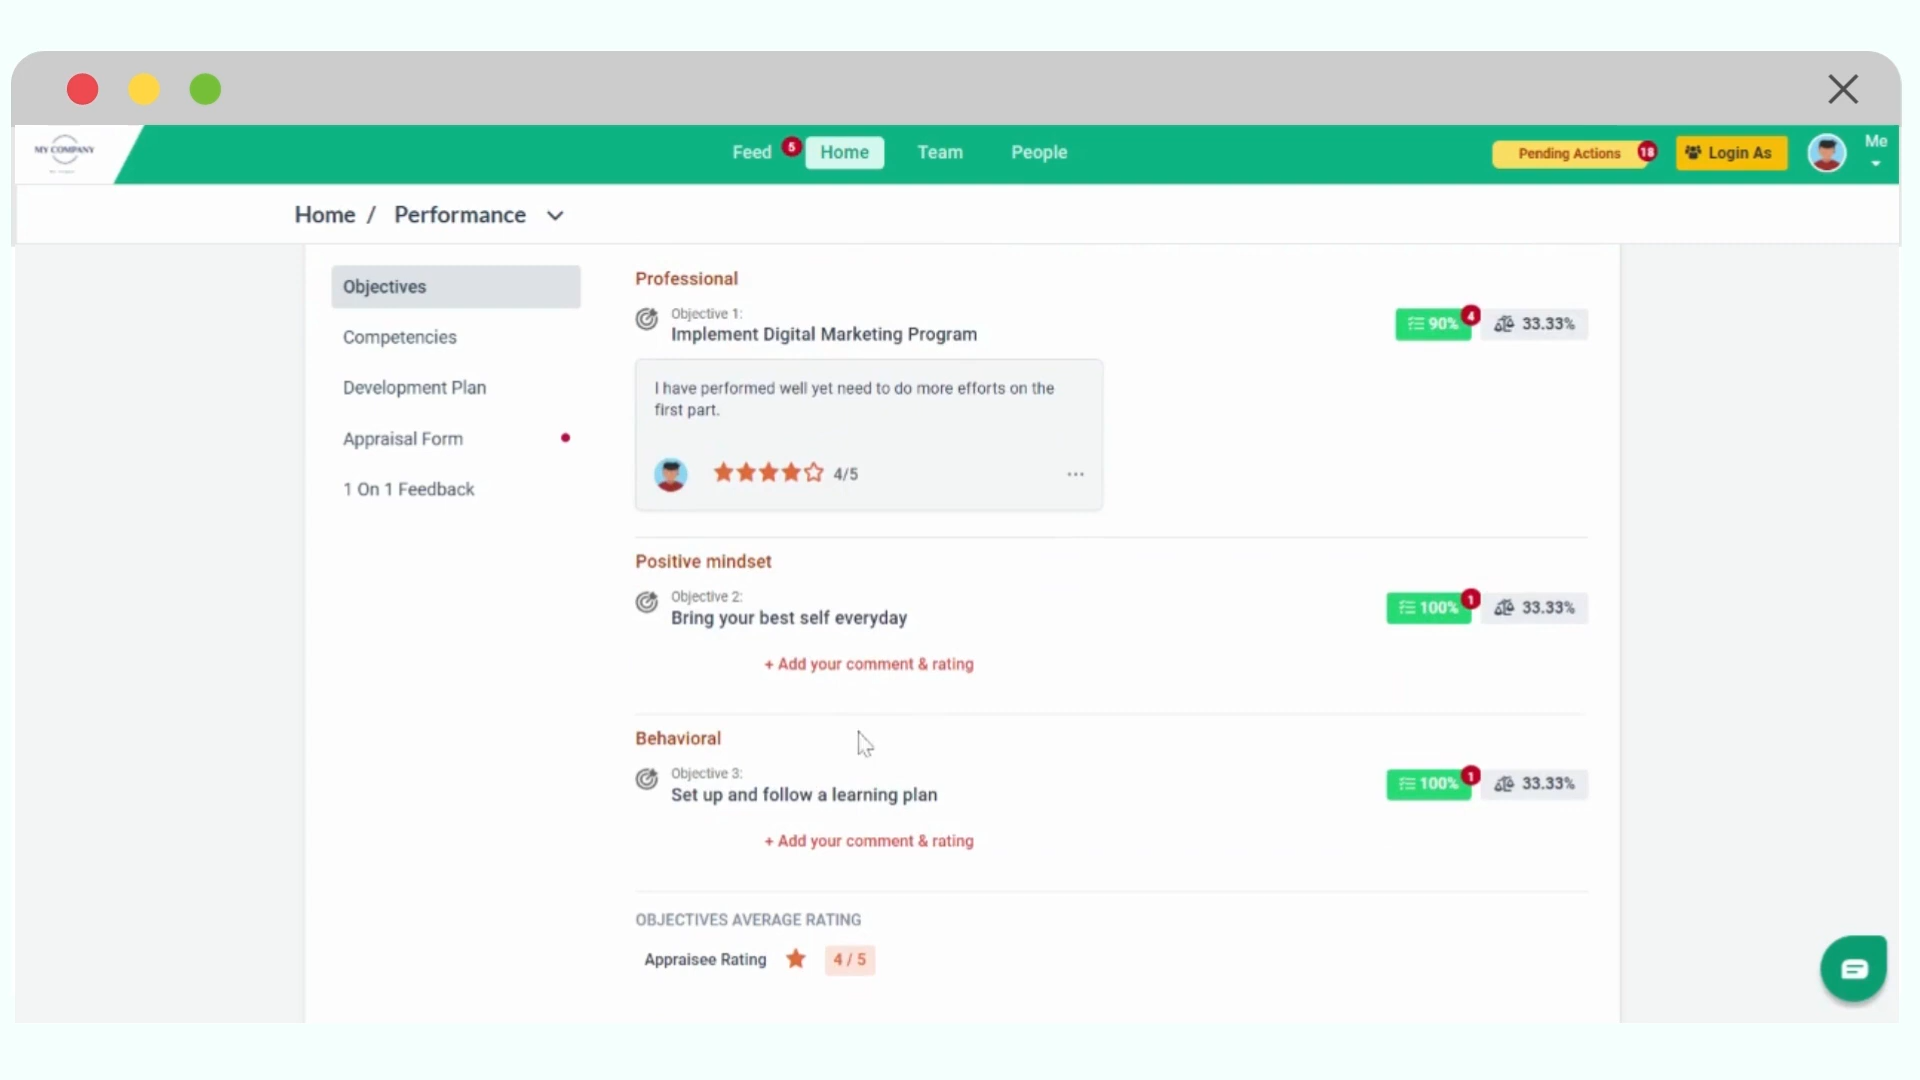 MY COMPANY
Feed 5 Home Team People Pending Actions 18 Login As Me
Home / Performance
Objectives
Competencies
Development Plan
Appraisal Form
1 On 1 Feedback
Professional
Objective 1:
Implement Digital Marketing Program
90% 4 33.33%
I have performed well yet need to do more efforts on the
first part.
4/5
Positive mindset
Objective 2:
Bring your best self everyday
100% 1 33.33%
+ Add your comment & rating
Behavioral
Objective 3:
Set up and follow a learning plan
100% 1 33.33%
+ Add your comment & rating
OBJECTIVES AVERAGE RATING
Appraisee Rating 4 / 5